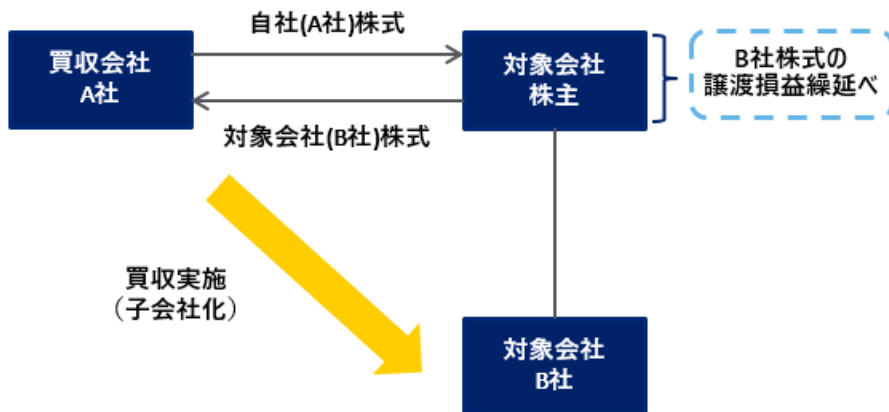 自社(A社)株式
買収会社
A社
対象会社
株主
B社株式の
譲渡損益繰延べ
対象会社(B社)株式
買収実施
（子会社化）
対象会社
B社